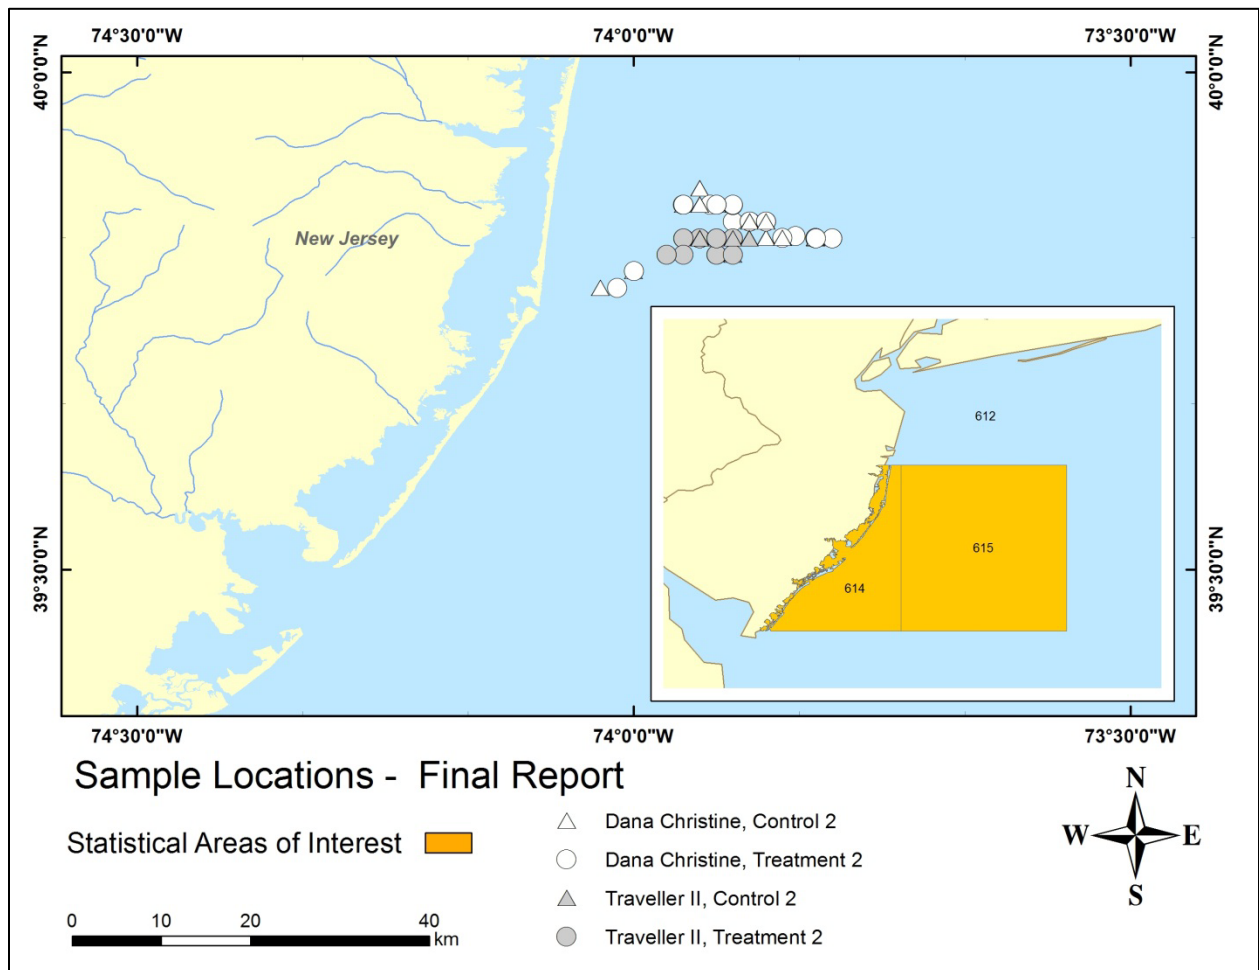 74°30'0"W 74°0'0"W 73°30'0"W
40°0'0"N 40°0'0"N
New Jersey
612
615
614
39°30'0"N 39°30'0"N
74°30'0"W 74°0'0"W 73°30'0"W
Sample Locations - Final Report
Statistical Areas of Interest
Dana Christine, Control 2
Dana Christine, Treatment 2
Traveller II, Control 2
Traveller II, Treatment 2
0 10 20 40
km
N
W E
S